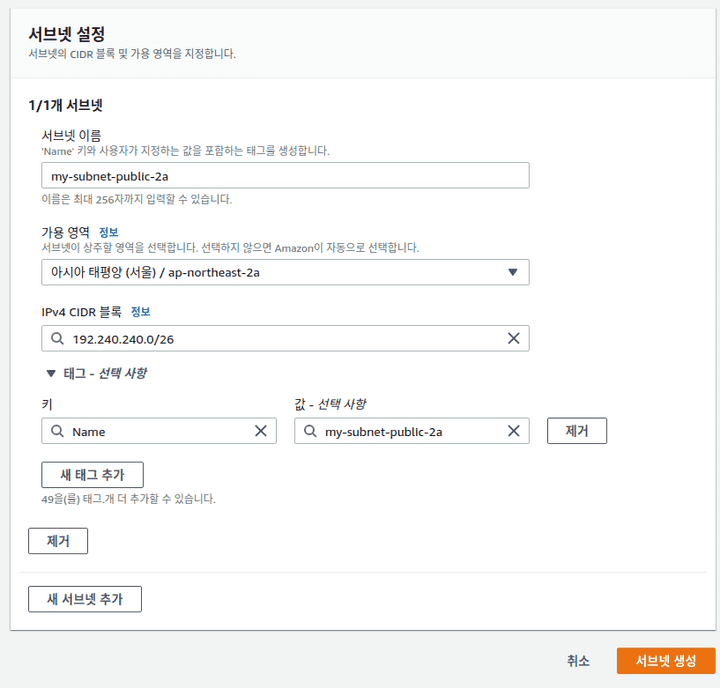 서브넷 설정
서브넷의 CIDR 블록 및 가용 영역을 지정합니다.
1/1개 서브넷
서브넷 이름
'Name' 키와 사용자가 지정하는 값을 포함하는 태그를 생성합니다.
my-subnet-public-2a
이름은 최대 256자까지 입력할 수 있습니다.
가용 영역 정보
서브넷이 상주할 영역을 선택합니다. 선택하지 않으면 Amazon이 자동으로 선택합니다.
아시아 태평양 (서울) / ap-northeast-2a
IPv4 CIDR 블록 정보
192.240.240.0/26
태그 - 선택 사항
키 값 - 선택 사항
Name my-subnet-public-2a 제거
새 태그 추가
49을(를) 태그.개 더 추가할 수 있습니다.
제거
새 서브넷 추가
취소 서브넷 생성